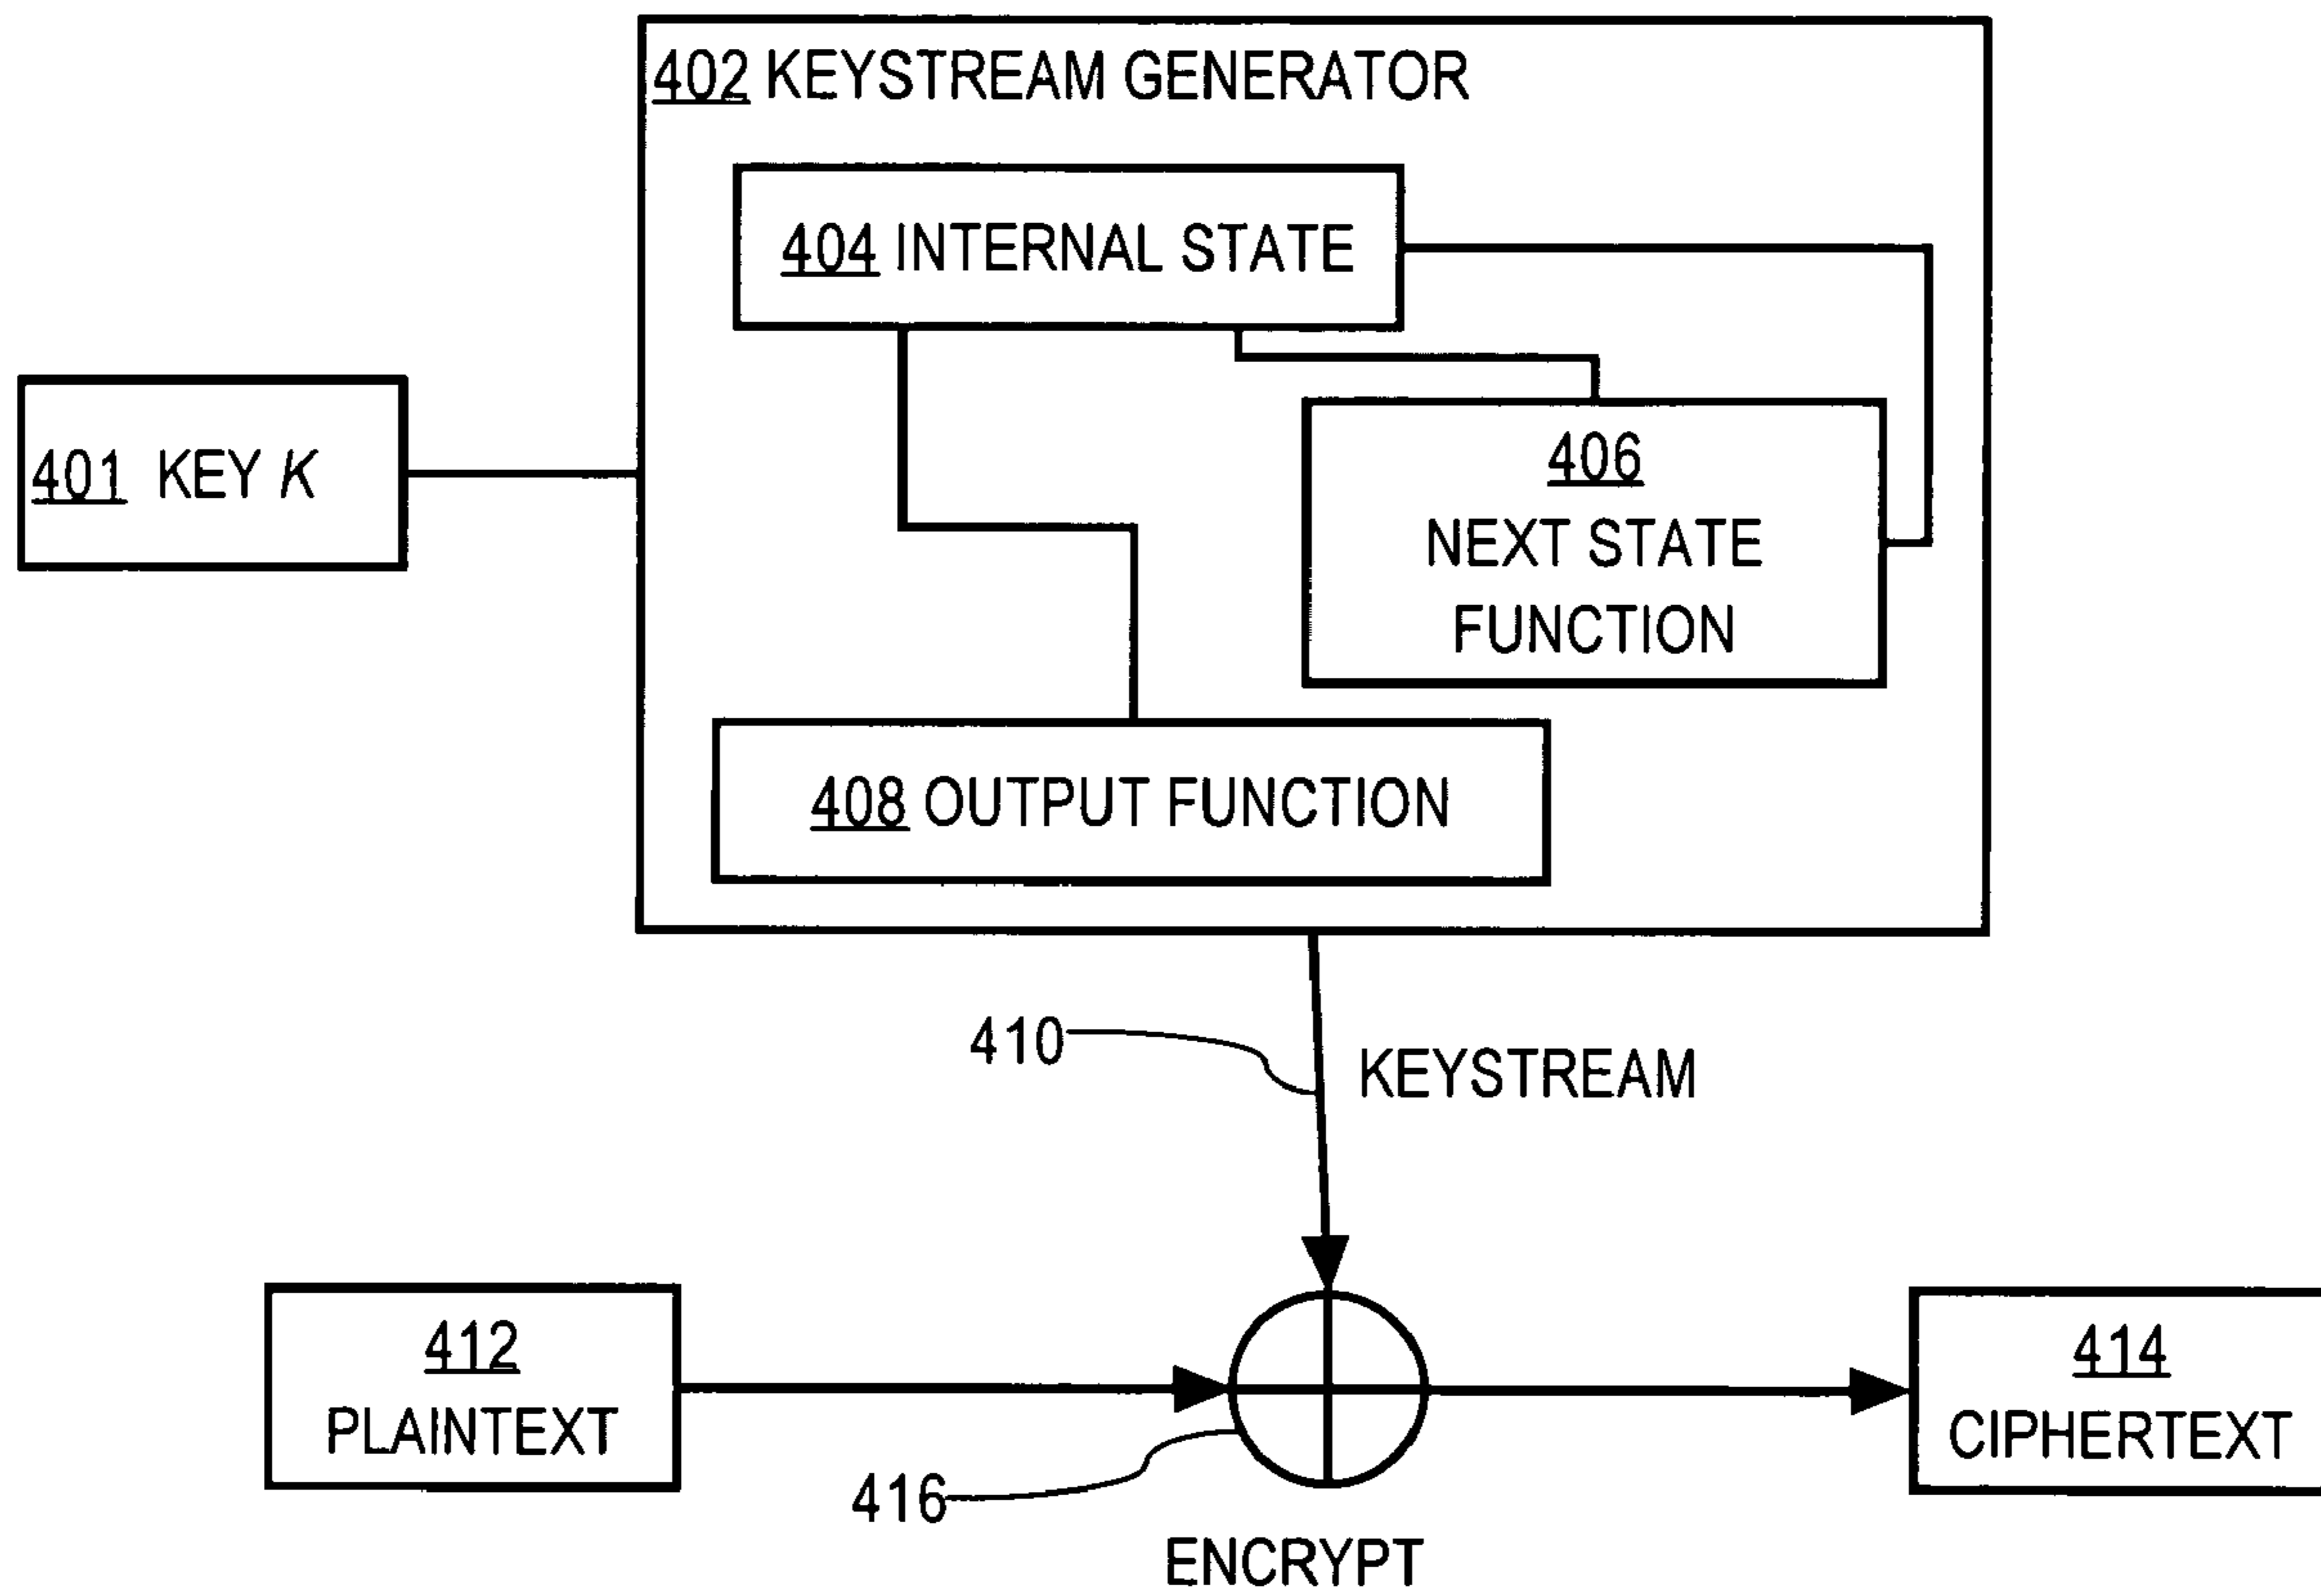 402 KEYSTREAM GENERATOR
404 INTERNAL STATE
401 KEY K
406
NEXT STATE
FUNCTION
408 OUTPUT FUNCTION
410
KEYSTREAM
412
PLAINTEXT
414
CIPHERTEXT
416
ENCRYPT